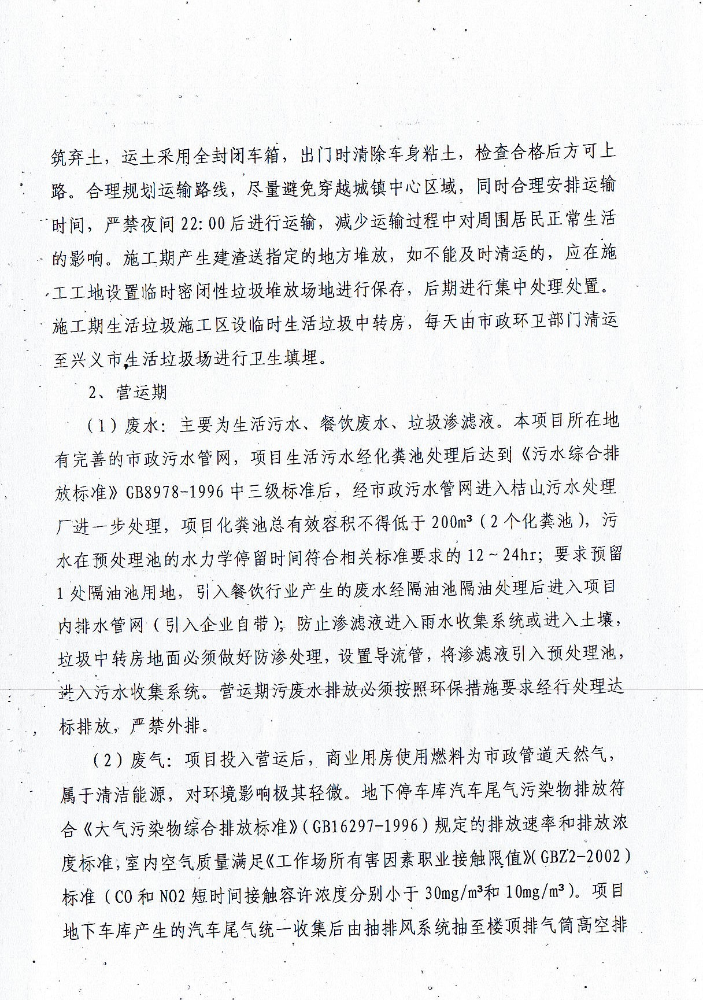 筑弃土，运土采用全封闭车箱，出门时清除车身粘土，检查合格后方可上
路。合理规划运输路线，尽量避免穿越城镇中心区域，同时合理安排运输
时间，严禁夜间22:00后进行运输，减少运输过程中对周围居民正常生活
的影响。施工期产生建渣送指定的地方堆放，如不能及时清运的，应在施
工工地设置临时密闭性垃圾堆放场地进行保存，后期进行集中处理处置。
施工期生活垃圾施工区设临时生活垃圾中转房，每天由市政环卫部门清运
至兴义市生活垃圾场进行卫生填埋。
2、营运期
（1）废水：主要为生活污水、餐饮废水、垃圾渗滤液。本项目所在地
有完善的市政污水管网，项目生活污水经化粪池处理后达到《污水综合排
放标准》GB8978-1996中三级标准后，经市政污水管网进入桔山污水处理
厂进一步处理，项目化粪池总有效容积不得低于200m³（2个化粪池），污
水在预处理池的水力学停留时间符合相关标准要求的12～24hr；要求预留
1处隔油池用地，引入餐饮行业产生的废水经隔油池隔油处理后进入项目
内排水管网（引入企业自带）；防止渗滤液进入雨水收集系统或进入土壤，
垃圾中转房地面必须做好防渗处理，设置导流管，将渗滤液引入预处理池，
进入污水收集系统。营运期污废水排放必须按照环保措施要求经行处理达
标排放，严禁外排。
（2）废气：项目投入营运后，商业用房使用燃料为市政管道天然气，
属于清洁能源，对环境影响极其轻微。地下停车库汽车尾气污染物排放符
合《大气污染物综合排放标准》（GB16297-1996）规定的排放速率和排放浓
度标准；室内空气质量满足《工作场所有害因素职业接触限值》（GBZ2-2002）
标准（CO和NO2短时间接触容许浓度分别小于30mg/m³和10mg/m³）。项目
地下车库产生的汽车尾气统一收集后由抽排风系统抽至楼顶排气筒高空排